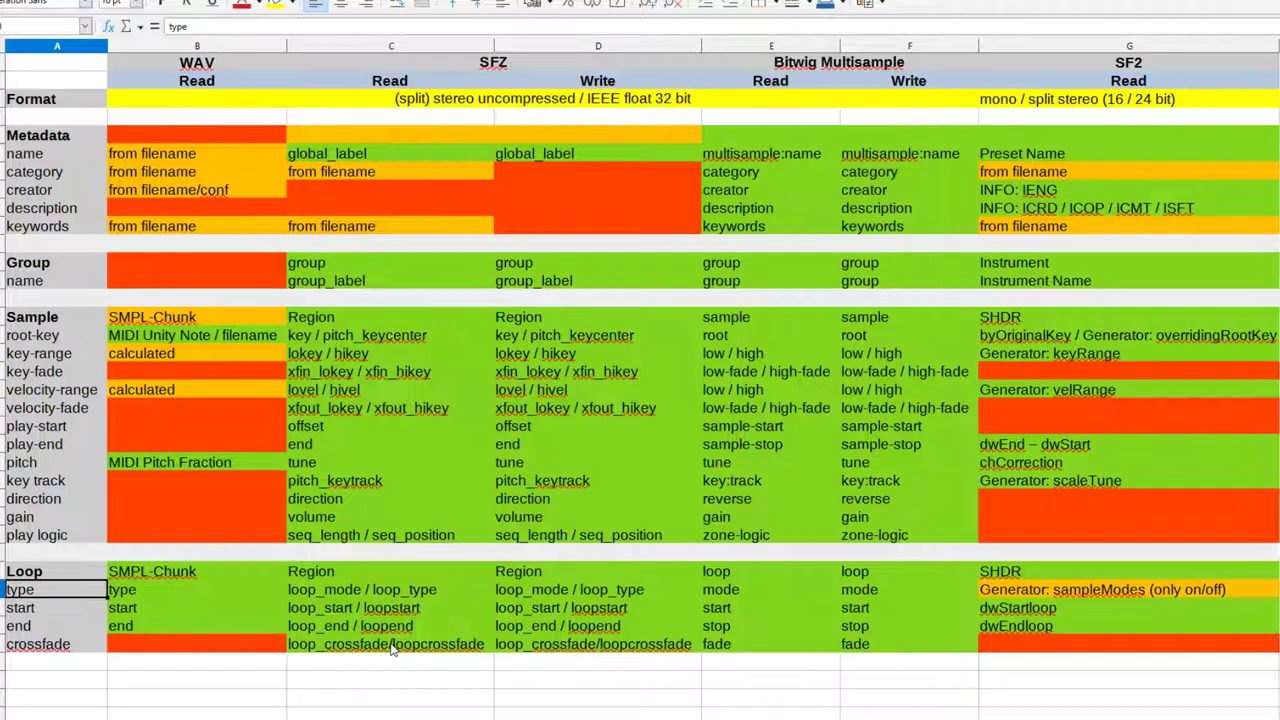 eration Sans 10 pt
fx Σ = type
A B C D E F G
WAV SFZ Bitwig Multisample SF2
Read Read Write Read Write Read
Format (split) stereo uncompressed / IEEE float 32 bit mono / split stereo (16 / 24 bit)
Metadata
name from filename global_label global_label multisample:name multisample:name Preset Name
category from filename from filename category category from filename
creator from filename/conf creator creator INFO: IENG
description description description INFO: ICRD / ICOP / ICMT / ISFT
keywords from filename from filename keywords keywords from filename
Group group group group group Instrument
name group_label group_label group group Instrument Name
Sample SMPL-Chunk Region Region sample sample SHDR
root-key MIDI Unity Note / filename key / pitch_keycenter key / pitch_keycenter root root byOriginalKey / Generator: overridingRootKey
key-range calculated lokey / hikey lokey / hikey low / high low / high Generator: keyRange
key-fade xfin_lokey / xfin_hikey xfin_lokey / xfin_hikey low-fade / high-fade low-fade / high-fade
velocity-range calculated lovel / hivel lovel / hivel low / high low / high Generator: velRange
velocity-fade xfout_lokey / xfout_hikey xfout_lokey / xfout_hikey low-fade / high-fade low-fade / high-fade
play-start offset offset sample-start sample-start
play-end end end sample-stop sample-stop dwEnd – dwStart
pitch MIDI Pitch Fraction tune tune tune tune chCorrection
key track pitch_keytrack pitch_keytrack key:track key:track Generator: scaleTune
direction direction direction reverse reverse
gain volume volume gain gain
play logic seq_length / seq_position seq_length / seq_position zone-logic zone-logic
Loop SMPL-Chunk Region Region loop loop SHDR
type type loop_mode / loop_type loop_mode / loop_type mode mode Generator: sampleModes (only on/off)
start start loop_start / loopstart loop_start / loopstart start start dwStartloop
end end loop_end / loopend loop_end / loopend stop stop dwEndloop
crossfade loop_crossfade/loopcrossfade loop_crossfade/loopcrossfade fade fade